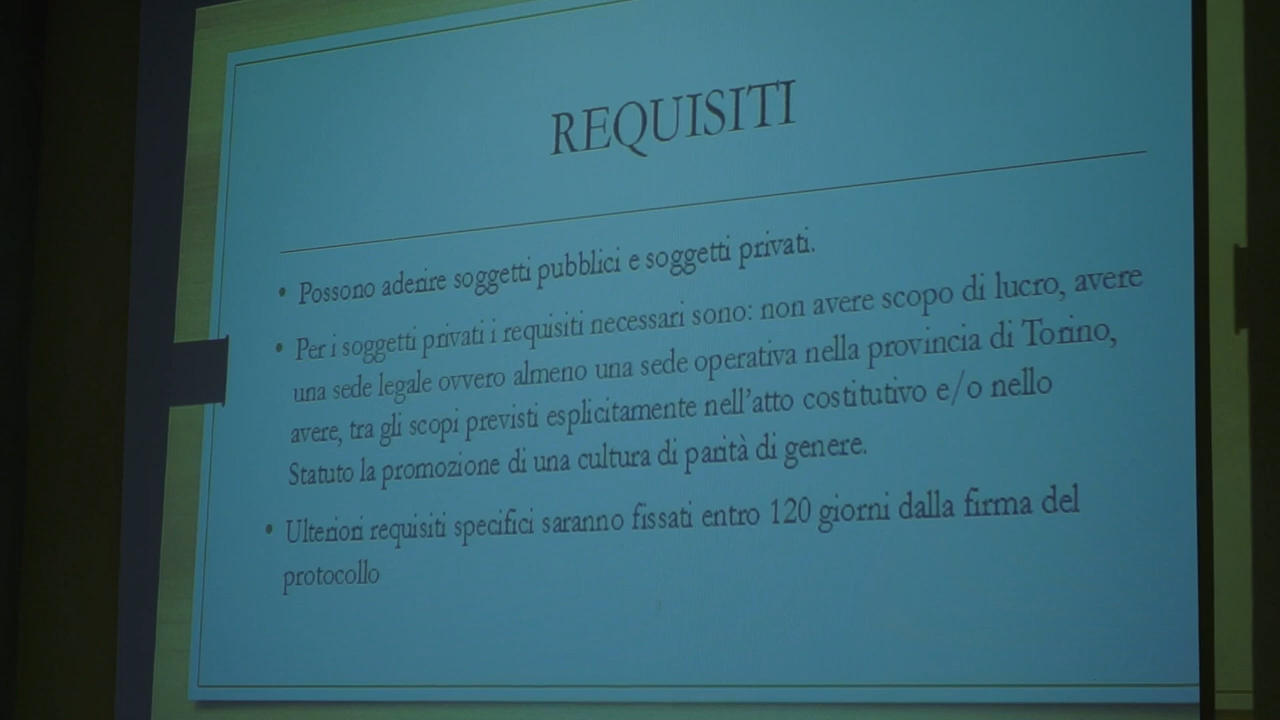 REQUISITI
• Possono aderire soggetti pubblici e soggetti privati.
• Per i soggetti privati i requisiti necessari sono: non avere scopo di lucro, avere
una sede legale ovvero almeno una sede operativa nella provincia di Torino,
avere, tra gli scopi previsti esplicitamente nell'atto costitutivo e/o nello
Statuto la promozione di una cultura di parità di genere.
• Ulteriori requisiti specifici saranno fissati entro 120 giorni dalla firma del
protocollo